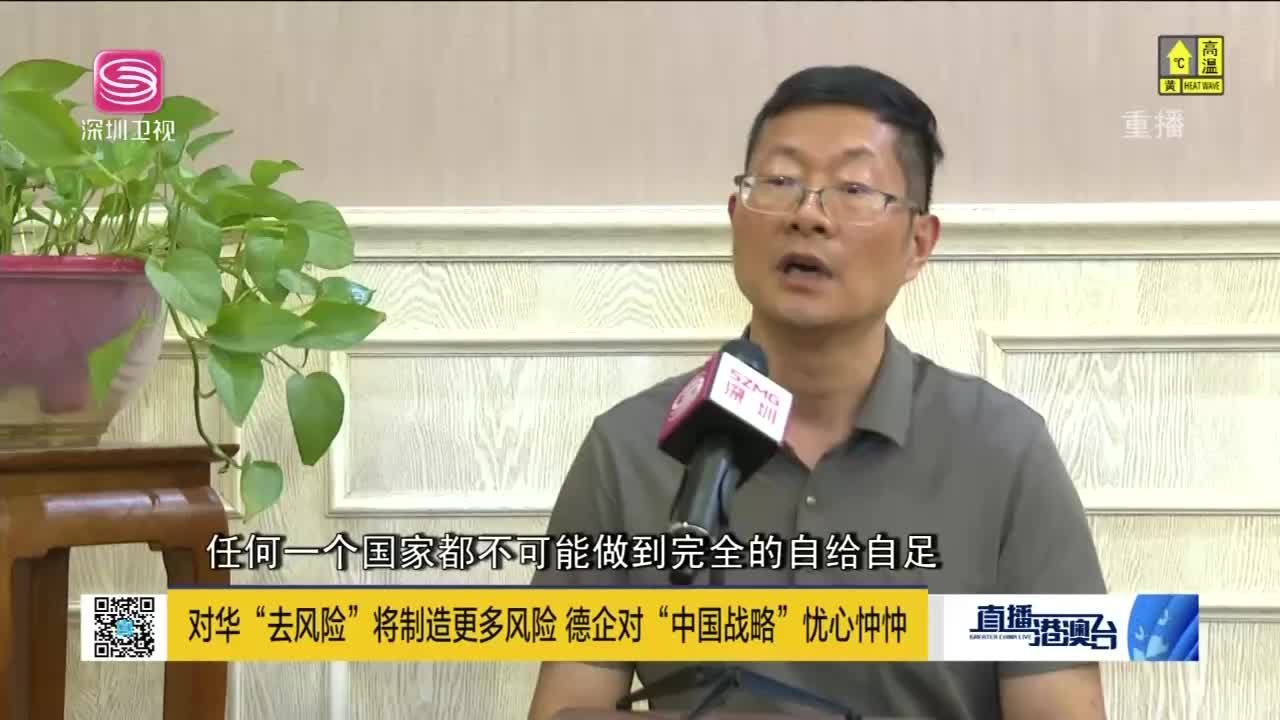 深圳卫视
高温
℃
黄
HEAT WAVE
重播
SZMG
深圳
任何一个国家都不可能做到完全的自给自足
对华“去风险”将制造更多风险 德企对“中国战略”忧心忡忡
直播港澳台
GREATER CHINA LIVE